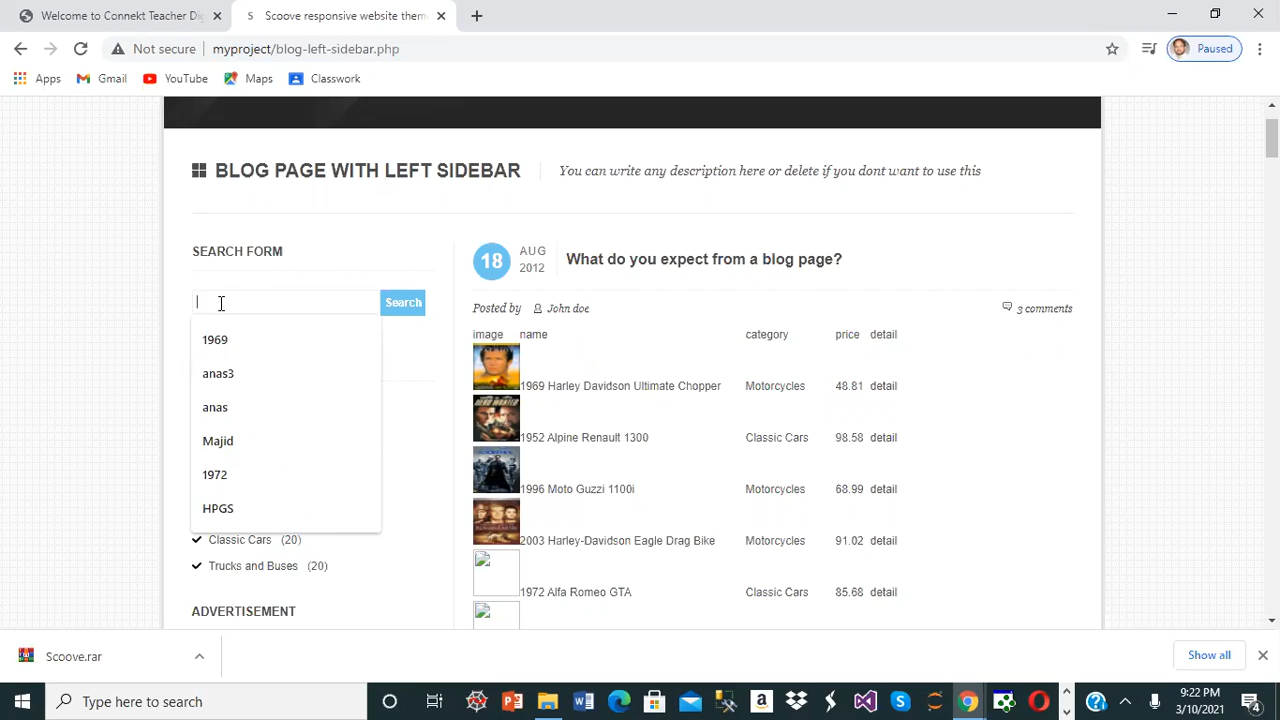 Welcome to Connekt Teacher Dig
Scoove responsive website them
Not secure
myproject/blog-left-sidebar.php
Paused
Apps
Gmail
YouTube
Maps
Classwork
BLOG PAGE WITH LEFT SIDEBAR
You can write any description here or delete if you dont want to use this
SEARCH FORM
Search
1969
anas3
anas
Majid
1972
HPGS
Classic Cars (20)
Trucks and Buses (20)
ADVERTISEMENT
18
AUG
2012
What do you expect from a blog page?
Posted by John doe
3 comments
image name category price detail
1969 Harley Davidson Ultimate Chopper Motorcycles 48.81 detail
1952 Alpine Renault 1300 Classic Cars 98.58 detail
1996 Moto Guzzi 1100i Motorcycles 68.99 detail
2003 Harley-Davidson Eagle Drag Bike Motorcycles 91.02 detail
1972 Alfa Romeo GTA Classic Cars 85.68 detail
Scoove.rar
Show all
Type here to search
9:22 PM
3/10/2021
4